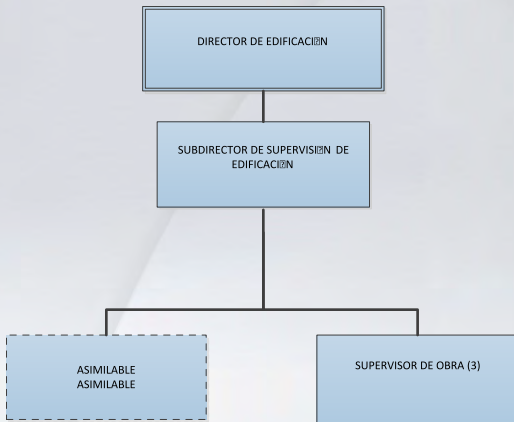 DIRECTOR DE EDIFICACI�N
SUBDIRECTOR DE SUPERVISI�N DE
EDIFICACI�N
ASIMILABLE
ASIMILABLE
SUPERVISOR DE OBRA (3)